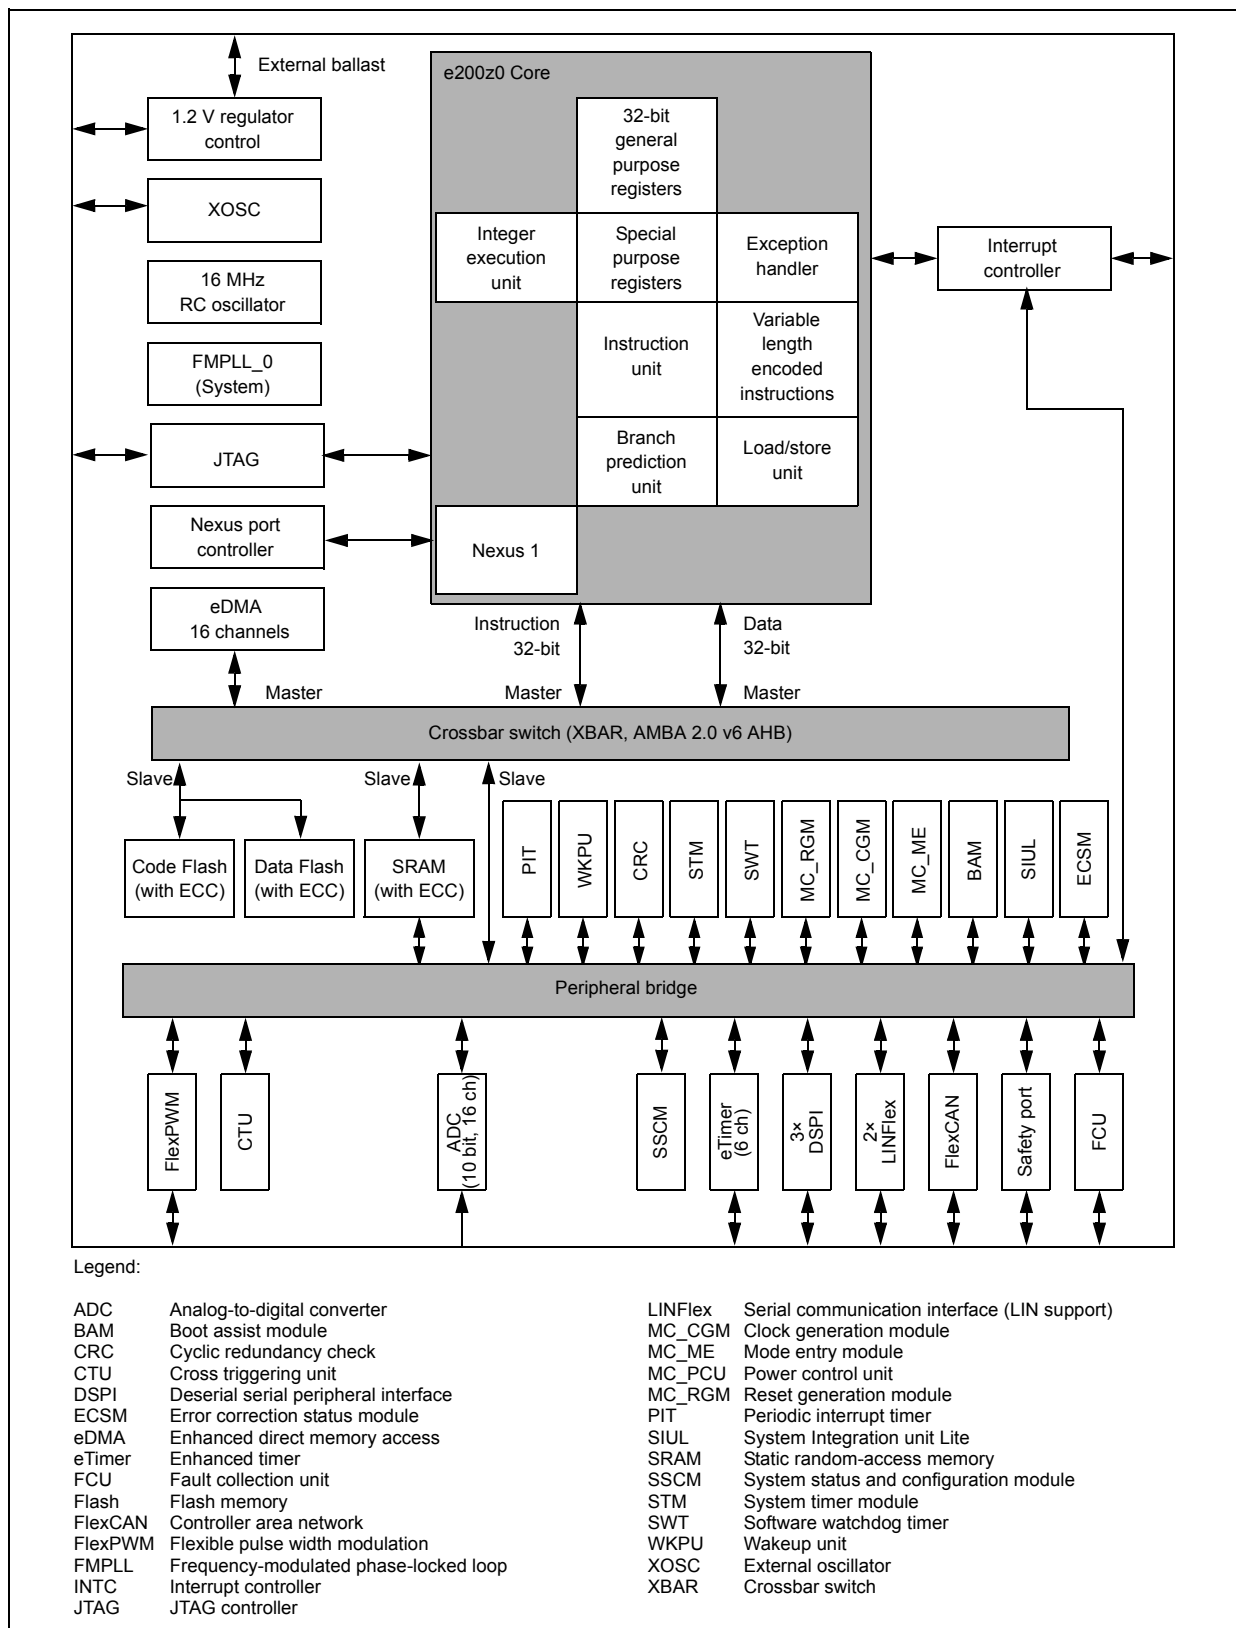 External ballast
1.2 V regulator
control
XOSC
16 MHz
RC oscillator
FMPLL_0
(System)
JTAG
Nexus port
controller
eDMA
16 channels
Master
e200z0 Core
32-bit
general
purpose
registers
Integer
execution
unit
Special
purpose
registers
Exception
handler
Instruction
unit
Variable
length
encoded
instructions
Branch
prediction
unit
Load/store
unit
Nexus 1
Interrupt
controller
Instruction
32-bit
Data
32-bit
Master
Master
Crossbar switch (XBAR, AMBA 2.0 v6 AHB)
Slave
Slave
Slave
Code Flash
(with ECC)
Data Flash
(with ECC)
SRAM
(with ECC)
PIT
WKPU
CRC
STM
SWT
MC_RGM
MC_CGM
MC_ME
BAM
SIUL
ECSM
Peripheral bridge
FlexPWM
CTU
ADC
(10 bit, 16 ch)
SSCM
eTimer
(6 ch)
3×
DSPI
2×
LINFlex
FlexCAN
Safety port
FCU
Legend:
ADC Analog-to-digital converter
BAM Boot assist module
CRC Cyclic redundancy check
CTU Cross triggering unit
DSPI Deserial serial peripheral interface
ECSM Error correction status module
eDMA Enhanced direct memory access
eTimer Enhanced timer
FCU Fault collection unit
Flash Flash memory
FlexCAN Controller area network
FlexPWM Flexible pulse width modulation
FMPLL Frequency-modulated phase-locked loop
INTC Interrupt controller
JTAG JTAG controller
LINFlex Serial communication interface (LIN support)
MC_CGM Clock generation module
MC_ME Mode entry module
MC_PCU Power control unit
MC_RGM Reset generation module
PIT Periodic interrupt timer
SIUL System Integration unit Lite
SRAM Static random-access memory
SSCM System status and configuration module
STM System timer module
SWT Software watchdog timer
WKPU Wakeup unit
XOSC External oscillator
XBAR Crossbar switch